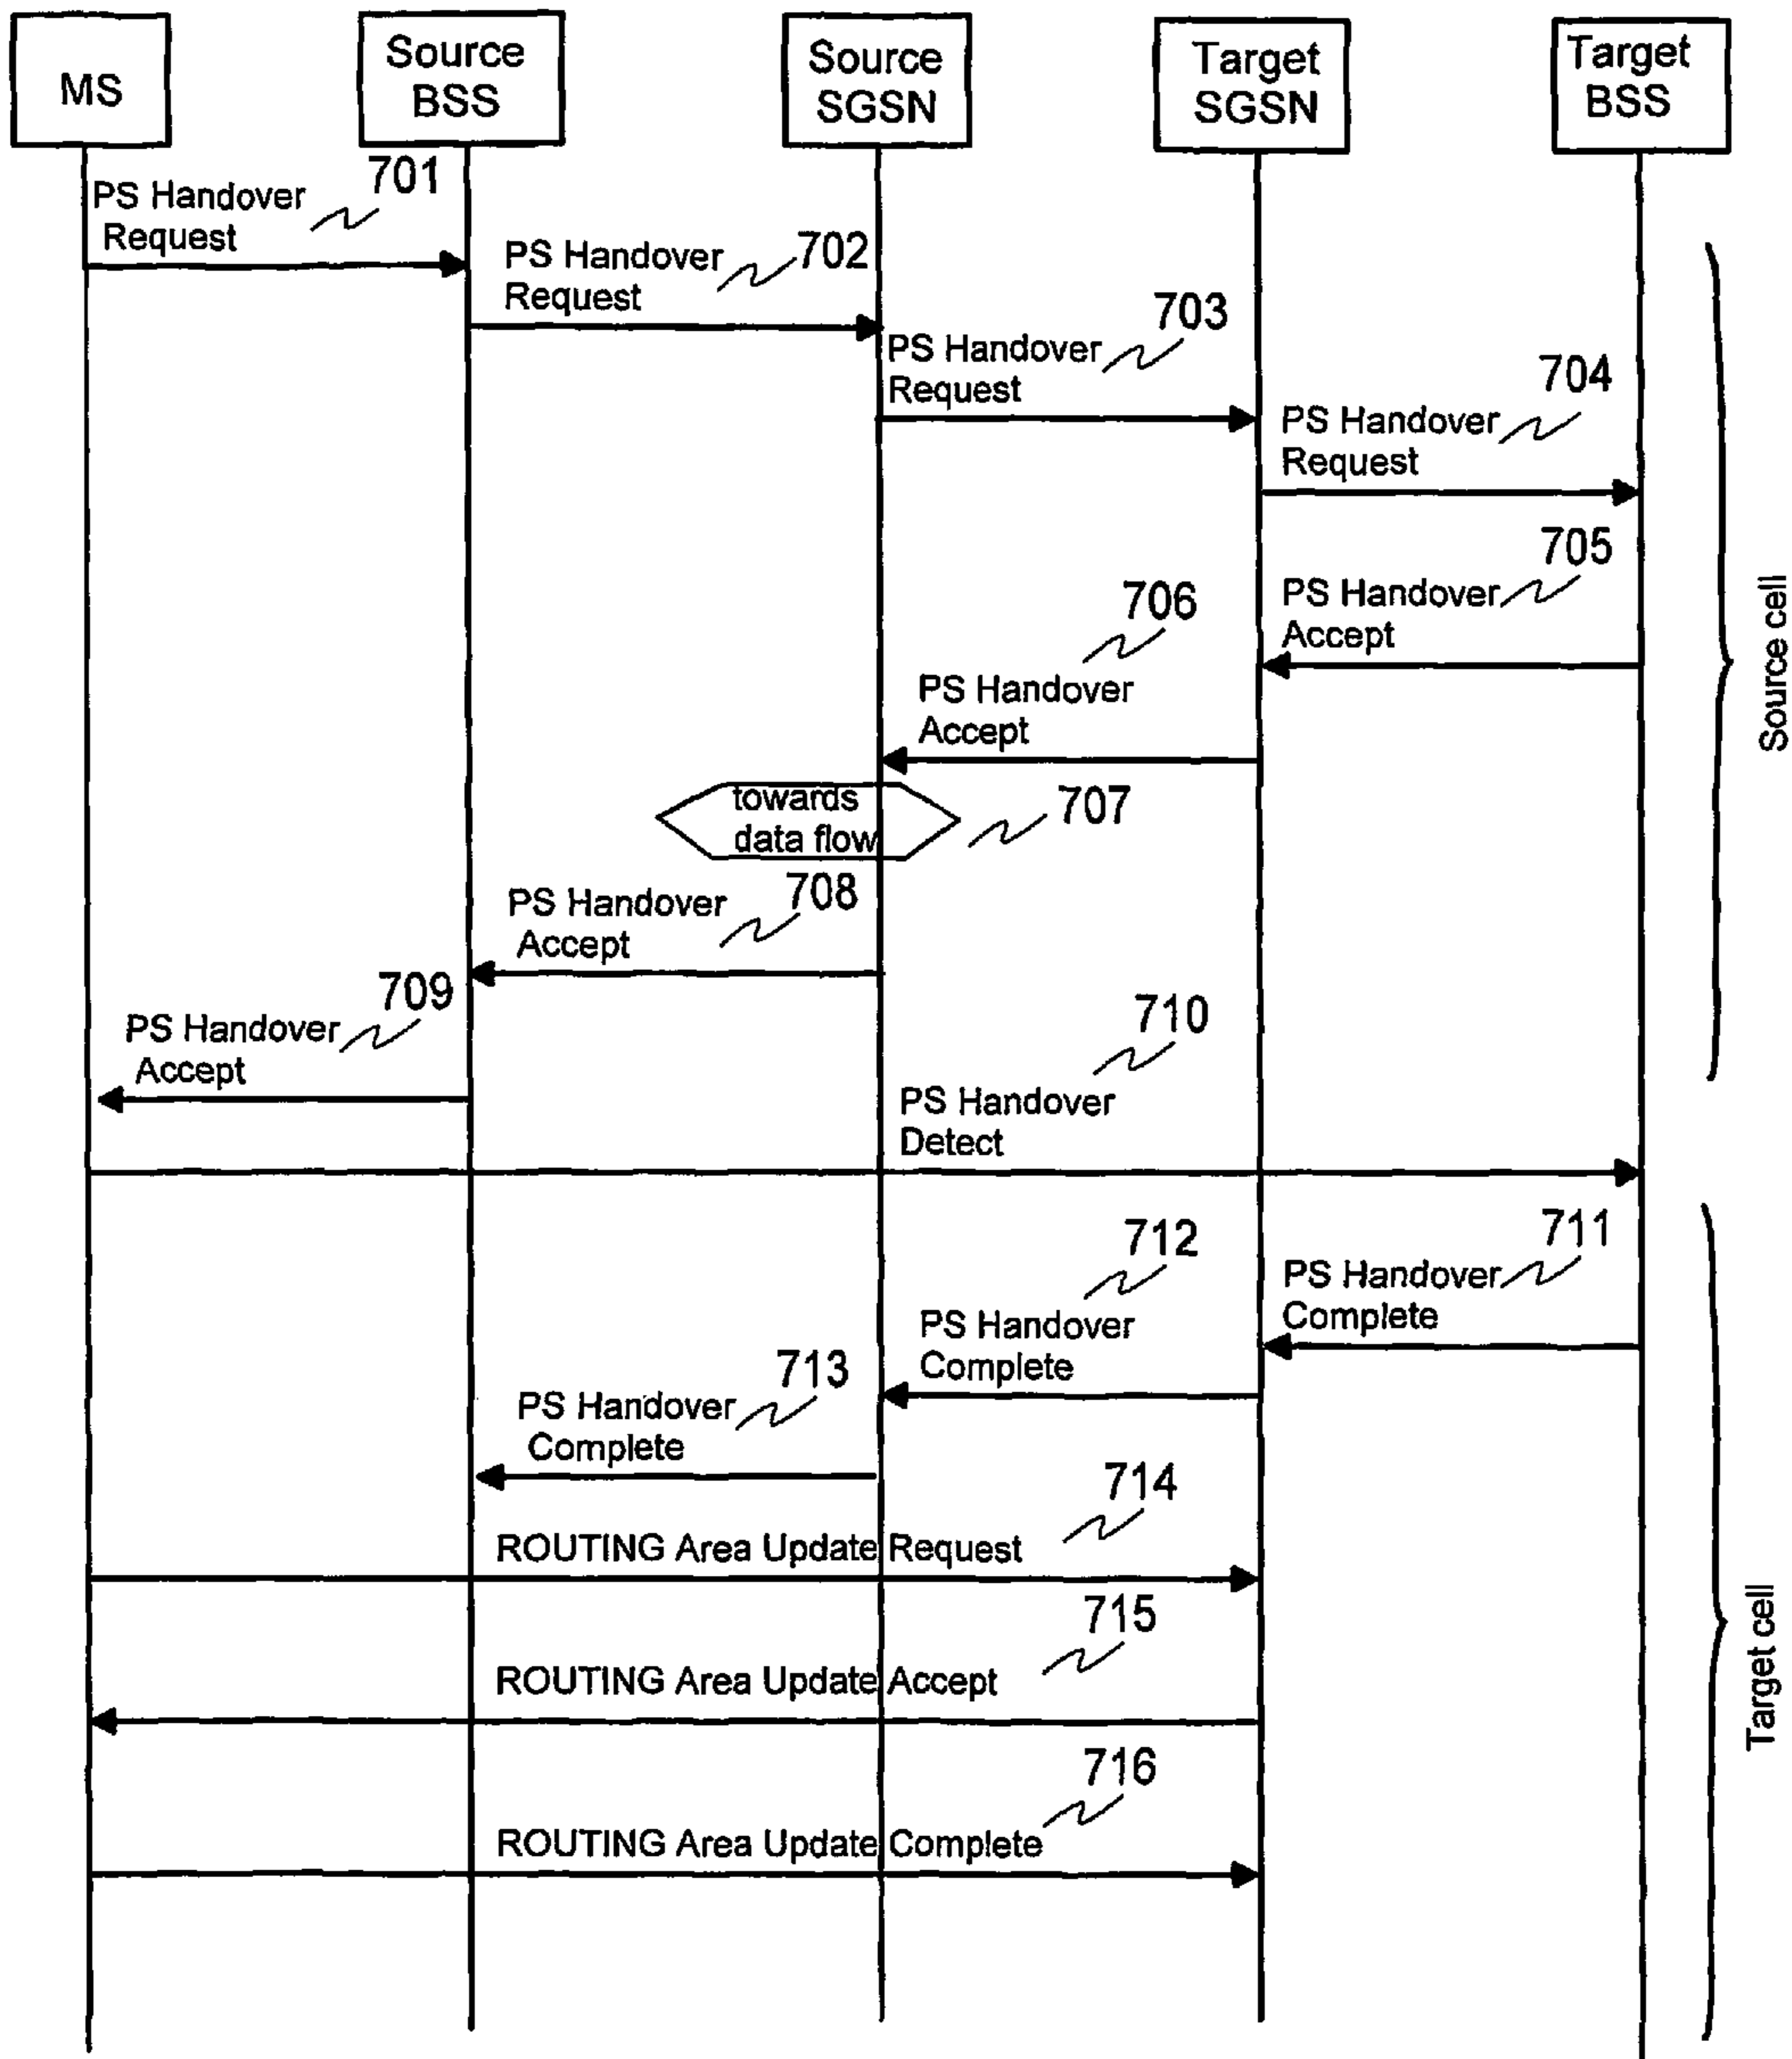 MS
Source
BSS
Source
SGSN
Target
SGSN
Target
BSS
701
PS Handover
Request
702
PS Handover
Request
703
PS Handover
Request
704
PS Handover
Request
705
PS Handover
Accept
706
PS Handover
Accept
towards
data flow
707
708
PS Handover
Accept
709
PS Handover
Accept
710
PS Handover
Detect
Source cell
711
PS Handover
Complete
712
PS Handover
Complete
713
PS Handover
Complete
714
ROUTING Area Update Request
715
ROUTING Area Update Accept
716
ROUTING Area Update Complete
Target cell